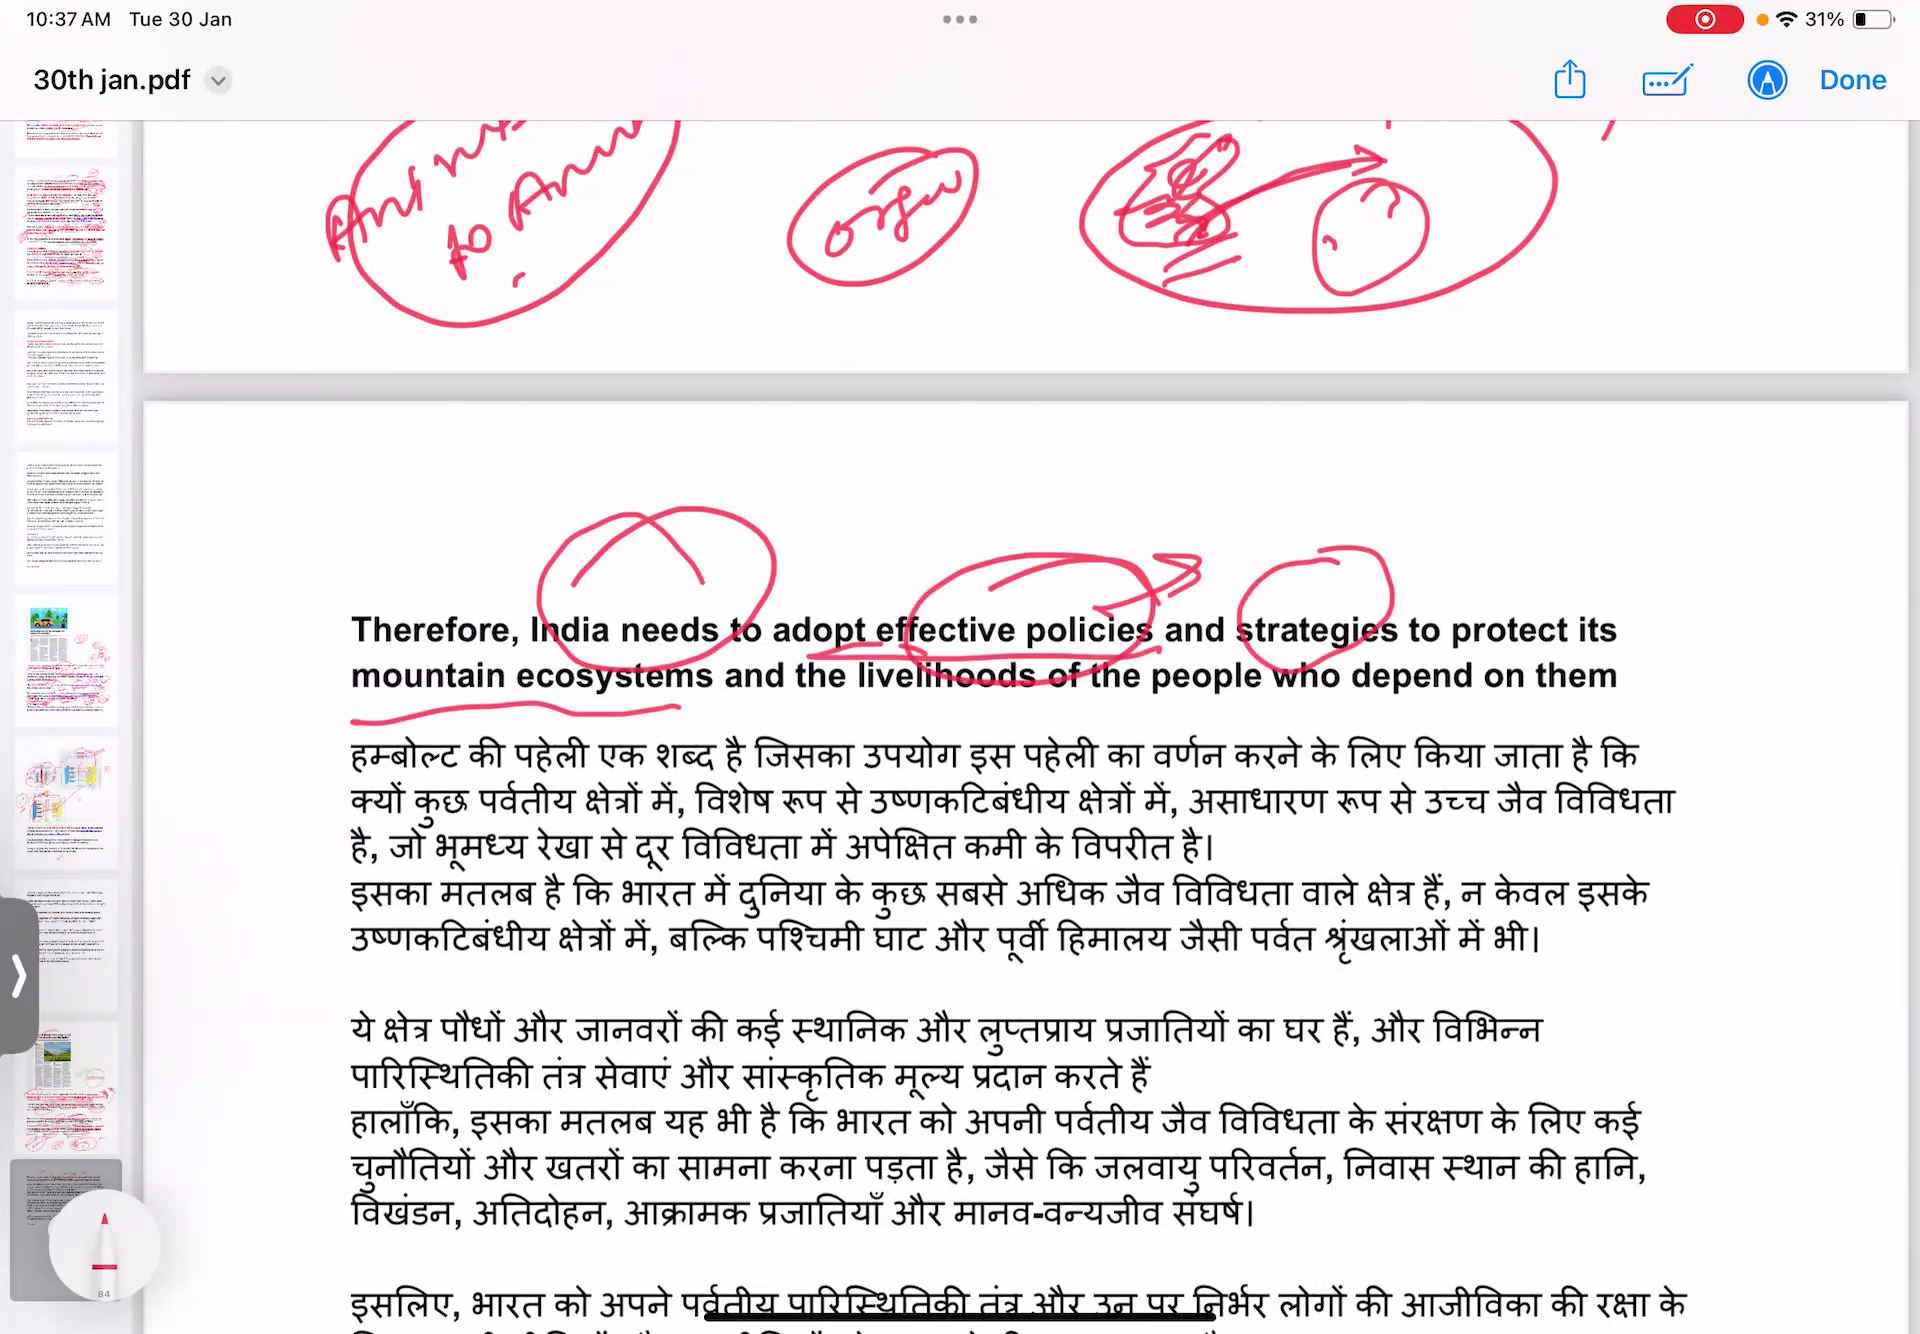 10:37 AM Tue 30 Jan
31%
30th jan.pdf
Done
to
Therefore, India needs to adopt effective policies and strategies to protect its
mountain ecosystems and the livelihoods of the people who depend on them
हम्बोल्ट की पहेली एक शब्द है जिसका उपयोग इस पहेली का वर्णन करने के लिए किया जाता है कि
क्यों कुछ पर्वतीय क्षेत्रों में, विशेष रूप से उष्णकटिबंधीय क्षेत्रों में, असाधारण रूप से उच्च जैव विविधता
है, जो भूमध्य रेखा से दूर विविधता में अपेक्षित कमी के विपरीत है।
इसका मतलब है कि भारत में दुनिया के कुछ सबसे अधिक जैव विविधता वाले क्षेत्र हैं, न केवल इसके
उष्णकटिबंधीय क्षेत्रों में, बल्कि पश्चिमी घाट और पूर्वी हिमालय जैसी पर्वत श्रृंखलाओं में भी।
ये क्षेत्र पौधों और जानवरों की कई स्थानिक और लुप्तप्राय प्रजातियों का घर हैं, और विभिन्न
पारिस्थितिकी तंत्र सेवाएं और सांस्कृतिक मूल्य प्रदान करते हैं
हालाँकि, इसका मतलब यह भी है कि भारत को अपनी पर्वतीय जैव विविधता के संरक्षण के लिए कई
चुनौतियों और खतरों का सामना करना पड़ता है, जैसे कि जलवायु परिवर्तन, निवास स्थान की हानि,
विखंडन, अतिदोहन, आक्रामक प्रजातियाँ और मानव-वन्यजीव संघर्ष।
84
इसलिए, भारत को अपने पर्वतीय पारिस्थितिकी तंत्र और उन पर निर्भर लोगों की आजीविका की रक्षा के